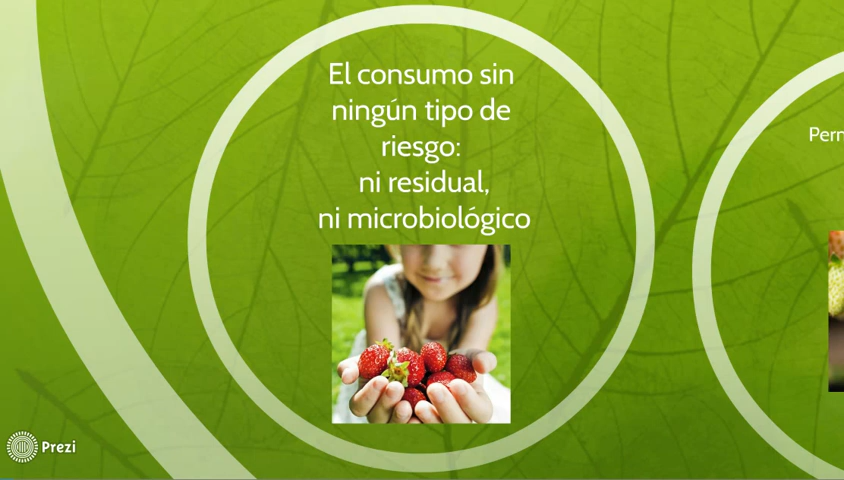 El consumo sin
ningún tipo de
riesgo:
ni residual,
ni microbiológico
Prezi